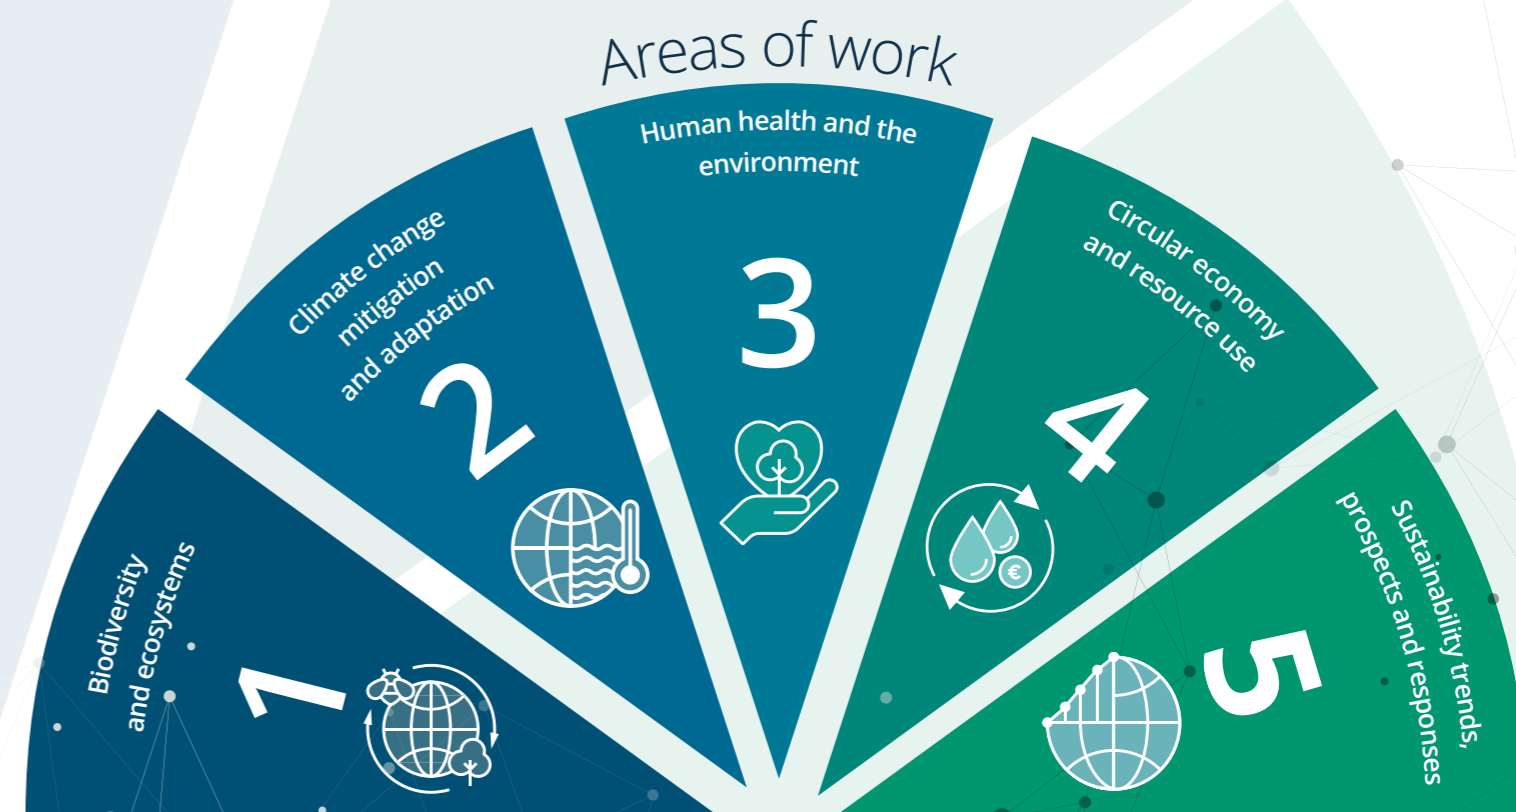 Areas of work
Biodiversity
and ecosystems
1
Climate change
mitigation
and adaptation
2
Human health and the
environment
3
Circular economy
and resource use
4
€
Sustainability trends,
prospects and responses
5